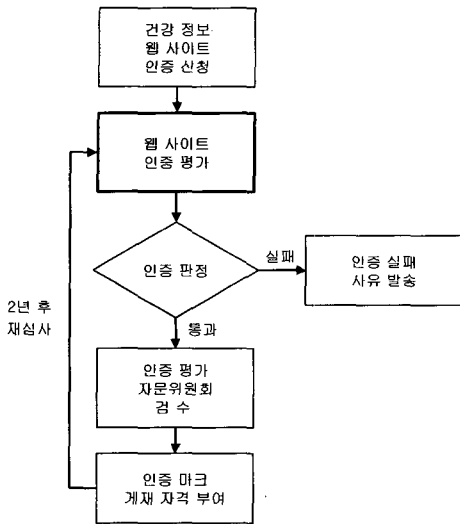 건강 정보
웹 사이트
인증 신청
웹 사이트
인증 평가
인증 판정
실패
인증 실패
사유 발송
통과
2년 후
재심사
인증 평가
자문위원회
검 수
인증 마크
게재 자격 부여